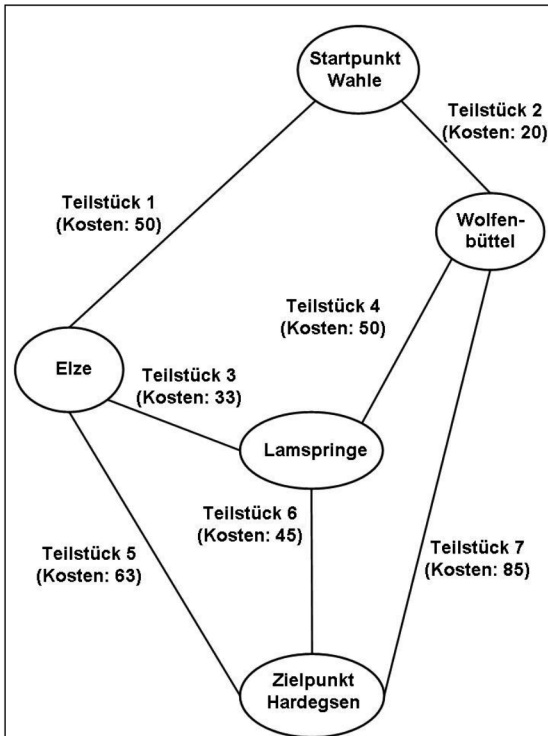 Startpunkt
Wahle
Teilstück 2
(Kosten: 20)
Teilstück 1
(Kosten: 50)
Wolfen-
büttel
Teilstück 4
(Kosten: 50)
Elze
Teilstück 3
(Kosten: 33)
Lamspringe
Teilstück 6
(Kosten: 45)
Teilstück 5
(Kosten: 63)
Teilstück 7
(Kosten: 85)
Zielpunkt
Hardegsen